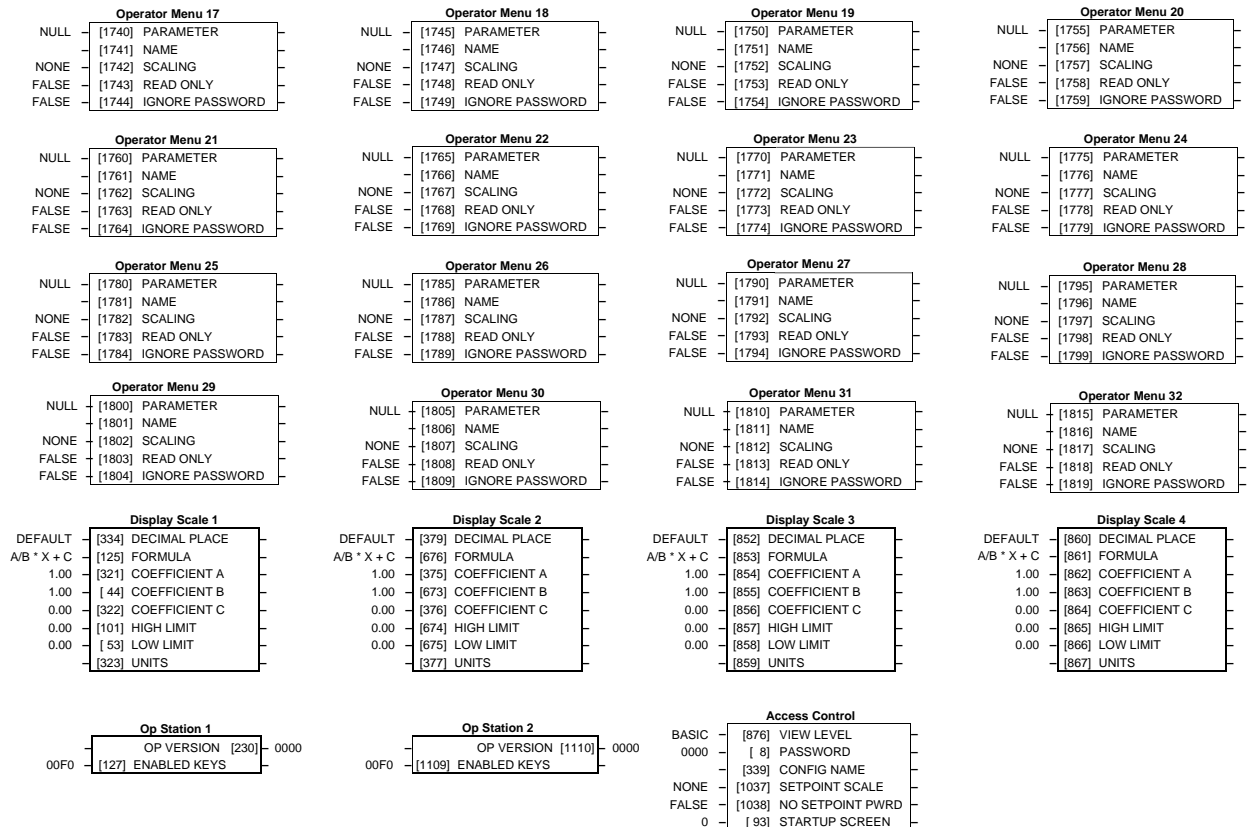 Operator Menu 17
NULL – [1740] PARAMETER –
– [1741] NAME –
NONE – [1742] SCALING –
FALSE – [1743] READ ONLY –
FALSE – [1744] IGNORE PASSWORD –
Operator Menu 18
NULL – [1745] PARAMETER –
– [1746] NAME –
NONE – [1747] SCALING –
FALSE – [1748] READ ONLY –
FALSE – [1749] IGNORE PASSWORD –
Operator Menu 19
NULL – [1750] PARAMETER –
– [1751] NAME –
NONE – [1752] SCALING –
FALSE – [1753] READ ONLY –
FALSE – [1754] IGNORE PASSWORD –
Operator Menu 20
NULL – [1755] PARAMETER –
– [1756] NAME –
NONE – [1757] SCALING –
FALSE – [1758] READ ONLY –
FALSE – [1759] IGNORE PASSWORD –
Operator Menu 21
NULL – [1760] PARAMETER –
– [1761] NAME –
NONE – [1762] SCALING –
FALSE – [1763] READ ONLY –
FALSE – [1764] IGNORE PASSWORD –
Operator Menu 22
NULL – [1765] PARAMETER –
– [1766] NAME –
NONE – [1767] SCALING –
FALSE – [1768] READ ONLY –
FALSE – [1769] IGNORE PASSWORD –
Operator Menu 23
NULL – [1770] PARAMETER –
– [1771] NAME –
NONE – [1772] SCALING –
FALSE – [1773] READ ONLY –
FALSE – [1774] IGNORE PASSWORD –
Operator Menu 24
NULL – [1775] PARAMETER –
– [1776] NAME –
NONE – [1777] SCALING –
FALSE – [1778] READ ONLY –
FALSE – [1779] IGNORE PASSWORD –
Operator Menu 25
NULL – [1780] PARAMETER –
– [1781] NAME –
NONE – [1782] SCALING –
FALSE – [1783] READ ONLY –
FALSE – [1784] IGNORE PASSWORD –
Operator Menu 26
NULL – [1785] PARAMETER –
– [1786] NAME –
NONE – [1787] SCALING –
FALSE – [1788] READ ONLY –
FALSE – [1789] IGNORE PASSWORD –
Operator Menu 27
NULL – [1790] PARAMETER –
– [1791] NAME –
NONE – [1792] SCALING –
FALSE – [1793] READ ONLY –
FALSE – [1794] IGNORE PASSWORD –
Operator Menu 28
NULL – [1795] PARAMETER –
– [1796] NAME –
NONE – [1797] SCALING –
FALSE – [1798] READ ONLY –
FALSE – [1799] IGNORE PASSWORD –
Operator Menu 29
NULL – [1800] PARAMETER –
– [1801] NAME –
NONE – [1802] SCALING –
FALSE – [1803] READ ONLY –
FALSE – [1804] IGNORE PASSWORD –
Operator Menu 30
NULL – [1805] PARAMETER –
– [1806] NAME –
NONE – [1807] SCALING –
FALSE – [1808] READ ONLY –
FALSE – [1809] IGNORE PASSWORD –
Operator Menu 31
NULL – [1810] PARAMETER –
– [1811] NAME –
NONE – [1812] SCALING –
FALSE – [1813] READ ONLY –
FALSE – [1814] IGNORE PASSWORD –
Operator Menu 32
NULL – [1815] PARAMETER –
– [1816] NAME –
NONE – [1817] SCALING –
FALSE – [1818] READ ONLY –
FALSE – [1819] IGNORE PASSWORD –
Display Scale 1
DEFAULT – [334] DECIMAL PLACE –
A/B * X + C – [125] FORMULA –
1.00 – [321] COEFFICIENT A –
1.00 – [ 44] COEFFICIENT B –
0.00 – [322] COEFFICIENT C –
0.00 – [101] HIGH LIMIT –
0.00 – [ 53] LOW LIMIT –
– [323] UNITS –
Display Scale 2
DEFAULT – [379] DECIMAL PLACE –
A/B * X + C – [676] FORMULA –
1.00 – [375] COEFFICIENT A –
1.00 – [673] COEFFICIENT B –
0.00 – [376] COEFFICIENT C –
0.00 – [674] HIGH LIMIT –
0.00 – [675] LOW LIMIT –
– [377] UNITS –
Display Scale 3
DEFAULT – [852] DECIMAL PLACE –
A/B * X + C – [853] FORMULA –
1.00 – [854] COEFFICIENT A –
1.00 – [855] COEFFICIENT B –
0.00 – [856] COEFFICIENT C –
0.00 – [857] HIGH LIMIT –
0.00 – [858] LOW LIMIT –
– [859] UNITS –
Display Scale 4
DEFAULT – [860] DECIMAL PLACE –
A/B * X + C – [861] FORMULA –
1.00 – [862] COEFFICIENT A –
1.00 – [863] COEFFICIENT B –
0.00 – [864] COEFFICIENT C –
0.00 – [865] HIGH LIMIT –
0.00 – [866] LOW LIMIT –
– [867] UNITS –
Op Station 1
– OP VERSION [230] – 0000
00F0 – [127] ENABLED KEYS –
Op Station 2
– OP VERSION [1110] – 0000
00F0 – [1109] ENABLED KEYS –
Access Control
BASIC – [876] VIEW LEVEL –
0000 – [ 8] PASSWORD –
– [339] CONFIG NAME –
NONE – [1037] SETPOINT SCALE –
FALSE – [1038] NO SETPOINT PWRD –
0 – [ 93] STARTUP SCREEN –